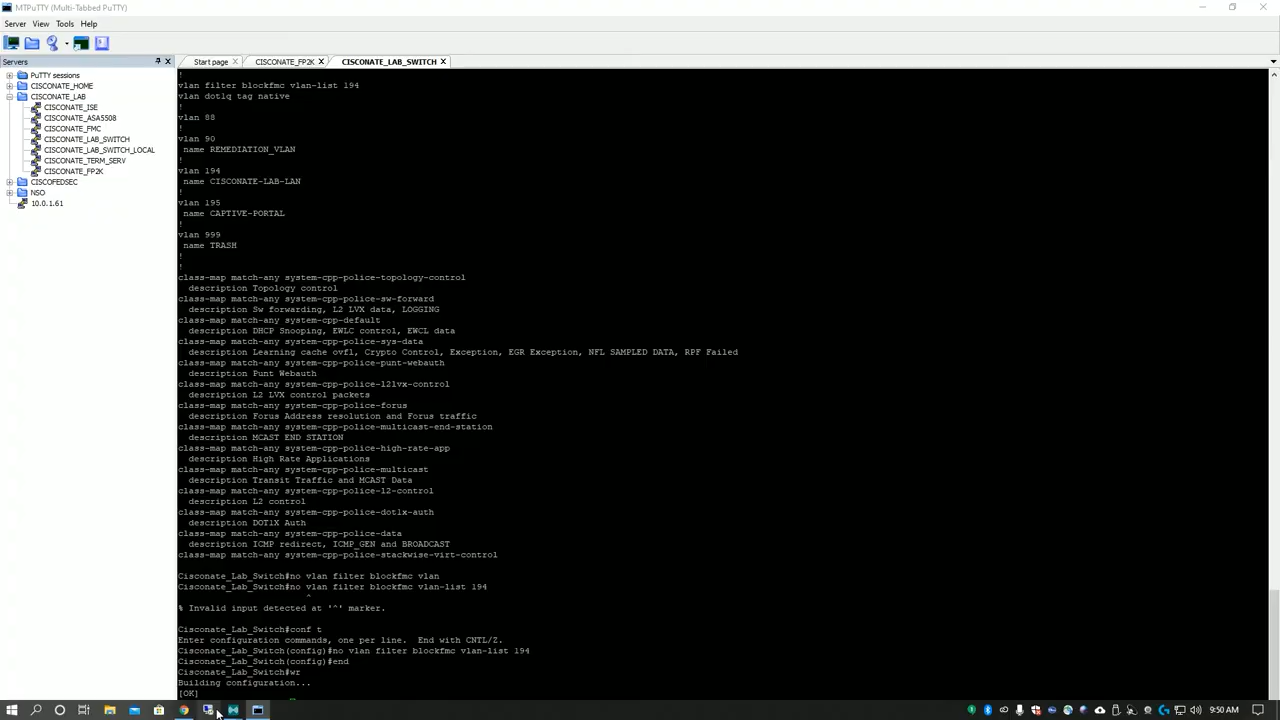 MTPuTTY (Multi-Tabbed PuTTY)
Server View Tools Help
Servers
Start page
CISCONATE_FP2K
CISCONATE_LAB_SWITCH
PuTTY sessions
CISCONATE_HOME
CISCONATE_LAB
CISCONATE_ISE
CISCONATE_ASA5508
CISCONATE_FMC
CISCONATE_LAB_SWITCH
CISCONATE_LAB_SWITCH_LOCAL
CISCONATE_TERM_SERV
CISCONATE_FP2K
CISCOFEDSEC
NSO
10.0.1.61
!
vlan filter blockfmc vlan-list 194
vlan dot1q tag native
!
vlan 88
!
vlan 90
name REMEDIATION_VLAN
!
vlan 194
name CISCONATE-LAB-LAN
!
vlan 195
name CAPTIVE-PORTAL
!
vlan 999
name TRASH
!
!
class-map match-any system-cpp-police-topology-control
description Topology control
class-map match-any system-cpp-police-sw-forward
description Sw forwarding, L2 LVX data, LOGGING
class-map match-any system-cpp-default
description DHCP Snooping, EWLC control, EWCL data
class-map match-any system-cpp-police-sys-data
description Learning cache ovfl, Crypto Control, Exception, EGR Exception, NFL SAMPLED DATA, RPF Failed
class-map match-any system-cpp-police-punt-webauth
description Punt Webauth
class-map match-any system-cpp-police-l2lvx-control
description L2 LVX control packets
class-map match-any system-cpp-police-forus
description Forus Address resolution and Forus traffic
class-map match-any system-cpp-police-multicast-end-station
description MCAST END STATION
class-map match-any system-cpp-police-high-rate-app
description High Rate Applications
class-map match-any system-cpp-police-multicast
description Transit Traffic and MCAST Data
class-map match-any system-cpp-police-l2-control
description L2 control
class-map match-any system-cpp-police-dot1x-auth
description DOT1X Auth
class-map match-any system-cpp-police-data
description ICMP redirect, ICMP_GEN and BROADCAST
class-map match-any system-cpp-police-stackwise-virt-control
Cisconate_Lab_Switch#no vlan filter blockfmc vlan
Cisconate_Lab_Switch#no vlan filter blockfmc vlan-list 194
^
% Invalid input detected at '^' marker.
Cisconate_Lab_Switch#conf t
Enter configuration commands, one per line.  End with CNTL/Z.
Cisconate_Lab_Switch(config)#no vlan filter blockfmc vlan-list 194
Cisconate_Lab_Switch(config)#end
Cisconate_Lab_Switch#wr
Building configuration...
[OK]
9:50 AM